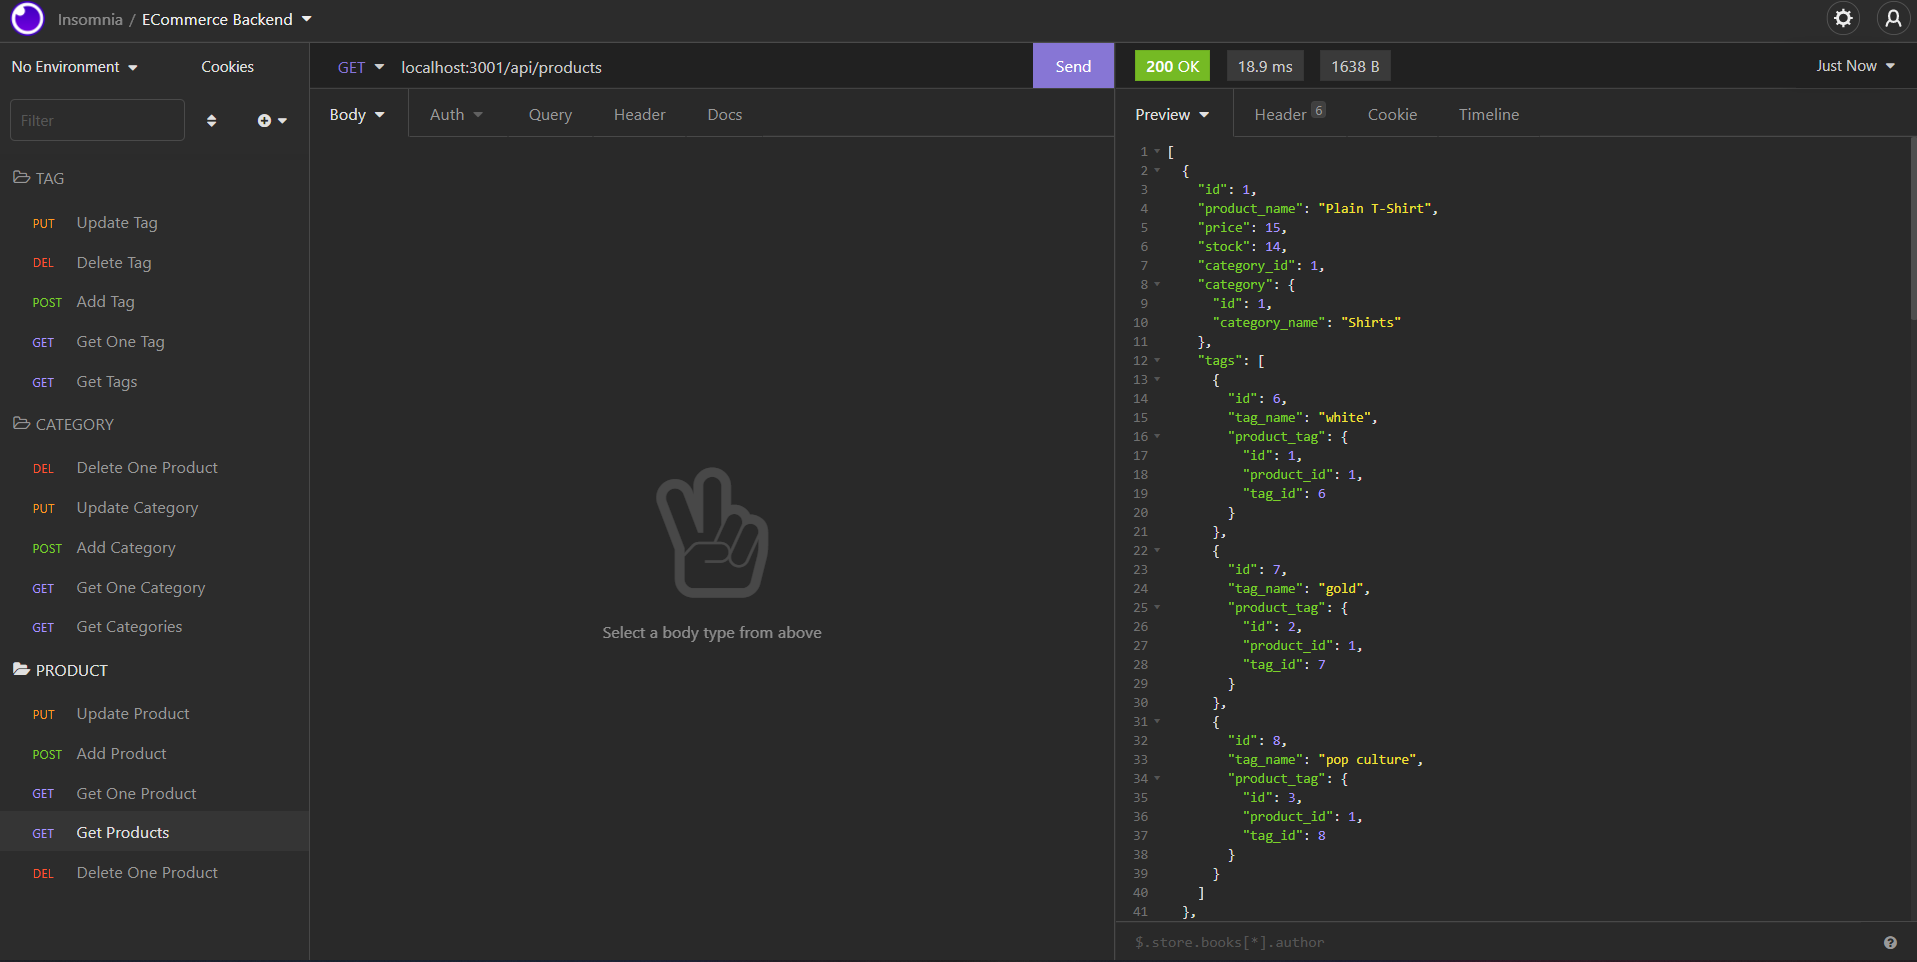 Insomnia / ECommerce Backend
No Environment
Cookies
Filter
TAG
PUT Update Tag
DEL Delete Tag
POST Add Tag
GET Get One Tag
GET Get Tags
CATEGORY
DEL Delete One Product
PUT Update Category
POST Add Category
GET Get One Category
GET Get Categories
PRODUCT
PUT Update Product
POST Add Product
GET Get One Product
GET Get Products
DEL Delete One Product
GET localhost:3001/api/products Send
Body Auth Query Header Docs
Select a body type from above
200 OK 18.9 ms 1638 B Just Now
Preview Header 6 Cookie Timeline
1 [
2 {
3 "id": 1,
4 "product_name": "Plain T-Shirt",
5 "price": 15,
6 "stock": 14,
7 "category_id": 1,
8 "category": {
9 "id": 1,
10 "category_name": "Shirts"
11 },
12 "tags": [
13 {
14 "id": 6,
15 "tag_name": "white",
16 "product_tag": {
17 "id": 1,
18 "product_id": 1,
19 "tag_id": 6
20 }
21 },
22 {
23 "id": 7,
24 "tag_name": "gold",
25 "product_tag": {
26 "id": 2,
27 "product_id": 1,
28 "tag_id": 7
29 }
30 },
31 {
32 "id": 8,
33 "tag_name": "pop culture",
34 "product_tag": {
35 "id": 3,
36 "product_id": 1,
37 "tag_id": 8
38 }
39 }
40 ]
41 },
$.store.books[*].author